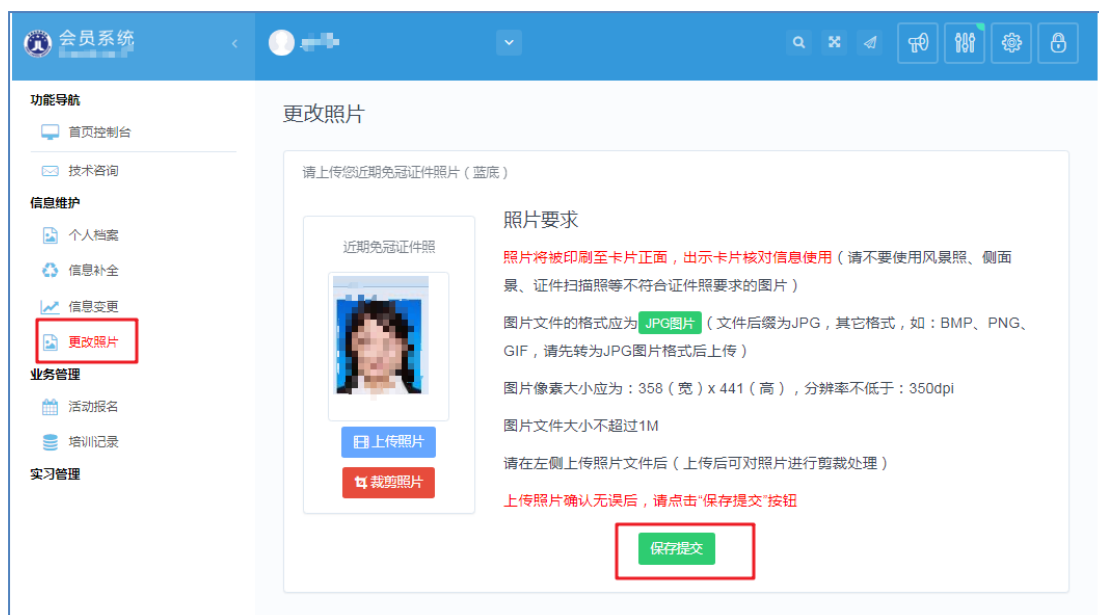 会员系统
功能导航
首页控制台
技术咨询
信息维护
个人档案
信息补全
信息变更
更改照片
业务管理
活动报名
培训记录
实习管理
更改照片
请上传您近期免冠证件照片（蓝底）
近期免冠证件照
上传照片
裁剪照片
照片要求
照片将被印刷至卡片正面，出示卡片核对信息使用（请不要使用风景照、侧面
景、证件扫描照等不符合证件照要求的图片）
图片文件的格式应为 JPG图片（文件后缀为JPG，其它格式，如：BMP、PNG、
GIF，请先转为JPG图片格式后上传）
图片像素大小应为：358（宽）x 441（高），分辨率不低于：350dpi
图片文件大小不超过1M
请在左侧上传照片文件后（上传后可对照片进行剪裁处理）
上传照片确认无误后，请点击“保存提交”按钮
保存提交